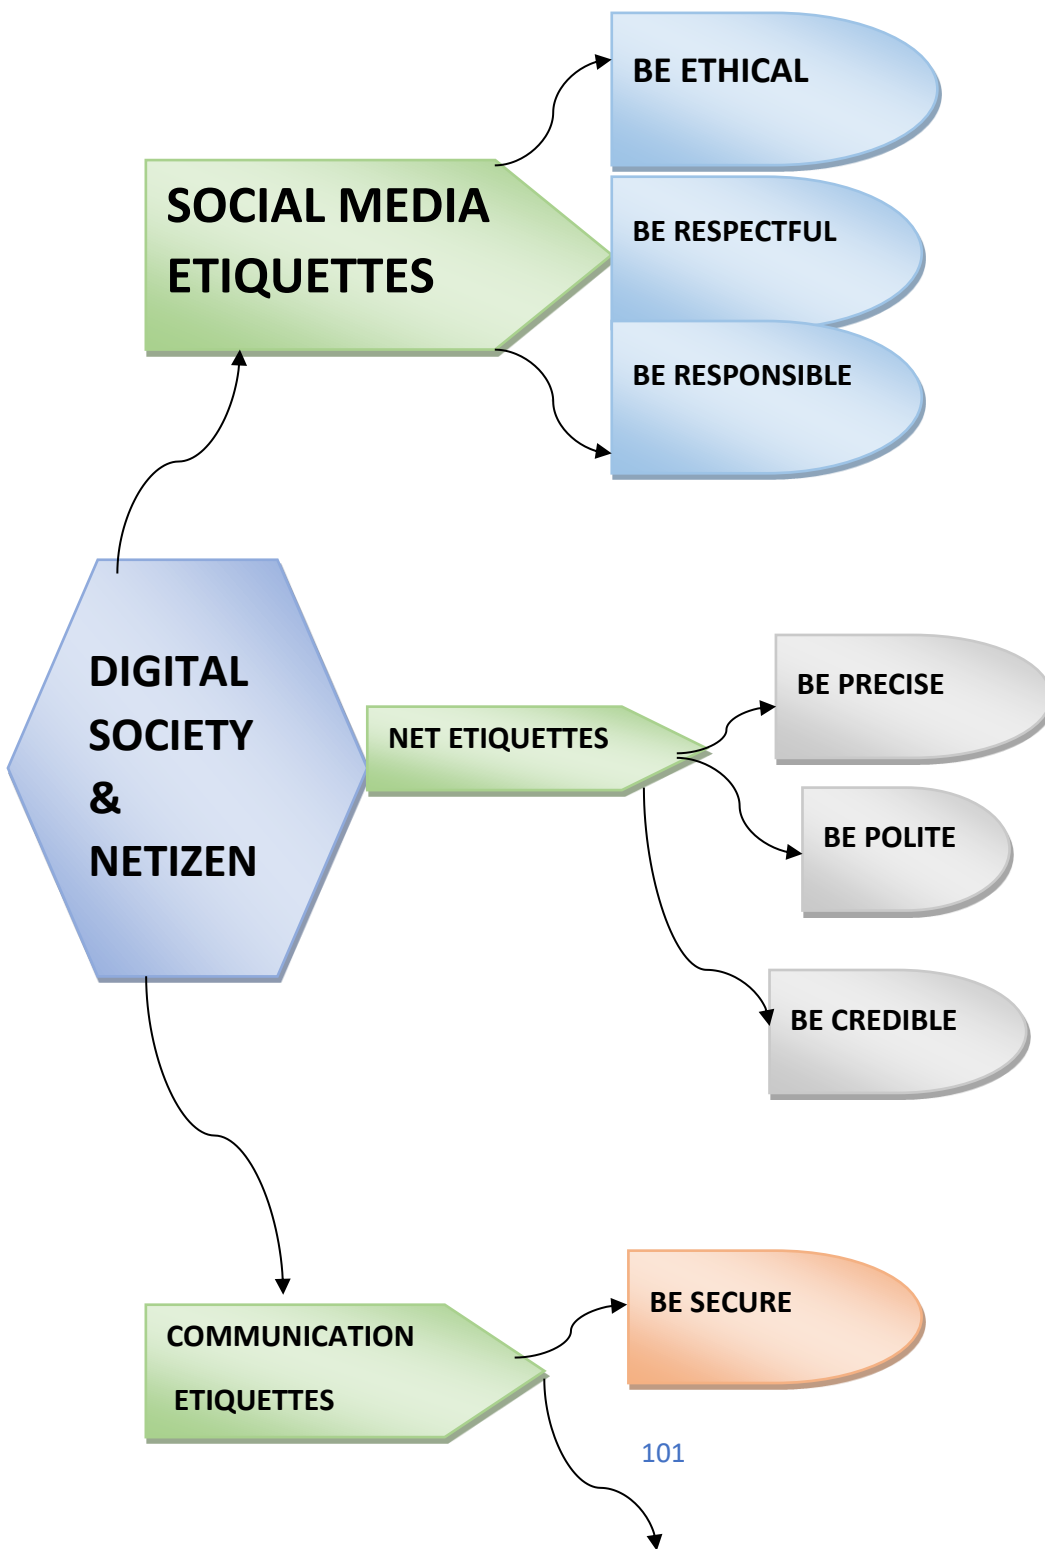 BE ETHICAL
SOCIAL MEDIA
ETIQUETTES
BE RESPECTFUL
BE RESPONSIBLE
DIGITAL
SOCIETY
&
NETIZEN
NET ETIQUETTES
BE PRECISE
BE POLITE
BE CREDIBLE
COMMUNICATION
ETIQUETTES
BE SECURE
101